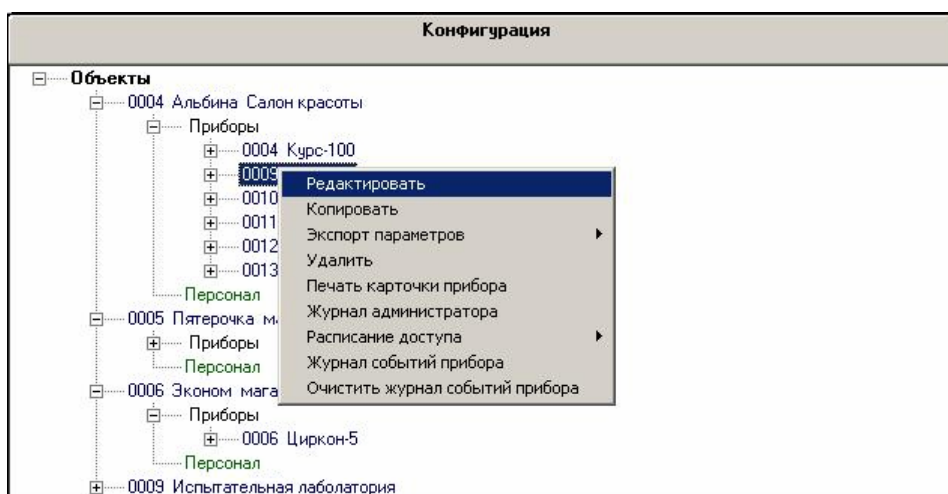 Конфигурация
Объекты
0004 Альбина Салон красоты
Приборы
0004 Курс-100
0009
Редактировать
0010
Копировать
0011
Экспорт параметров
0012
Удалить
0013
Печать карточки прибора
Персонал
Журнал администратора
0005 Пятерочка ма
Расписание доступа
Приборы
Журнал событий прибора
Персонал
Очистить журнал событий прибора
0006 Эконом мага
Приборы
0006 Циркон-5
Персонал
0009 Испытательная лаболатория